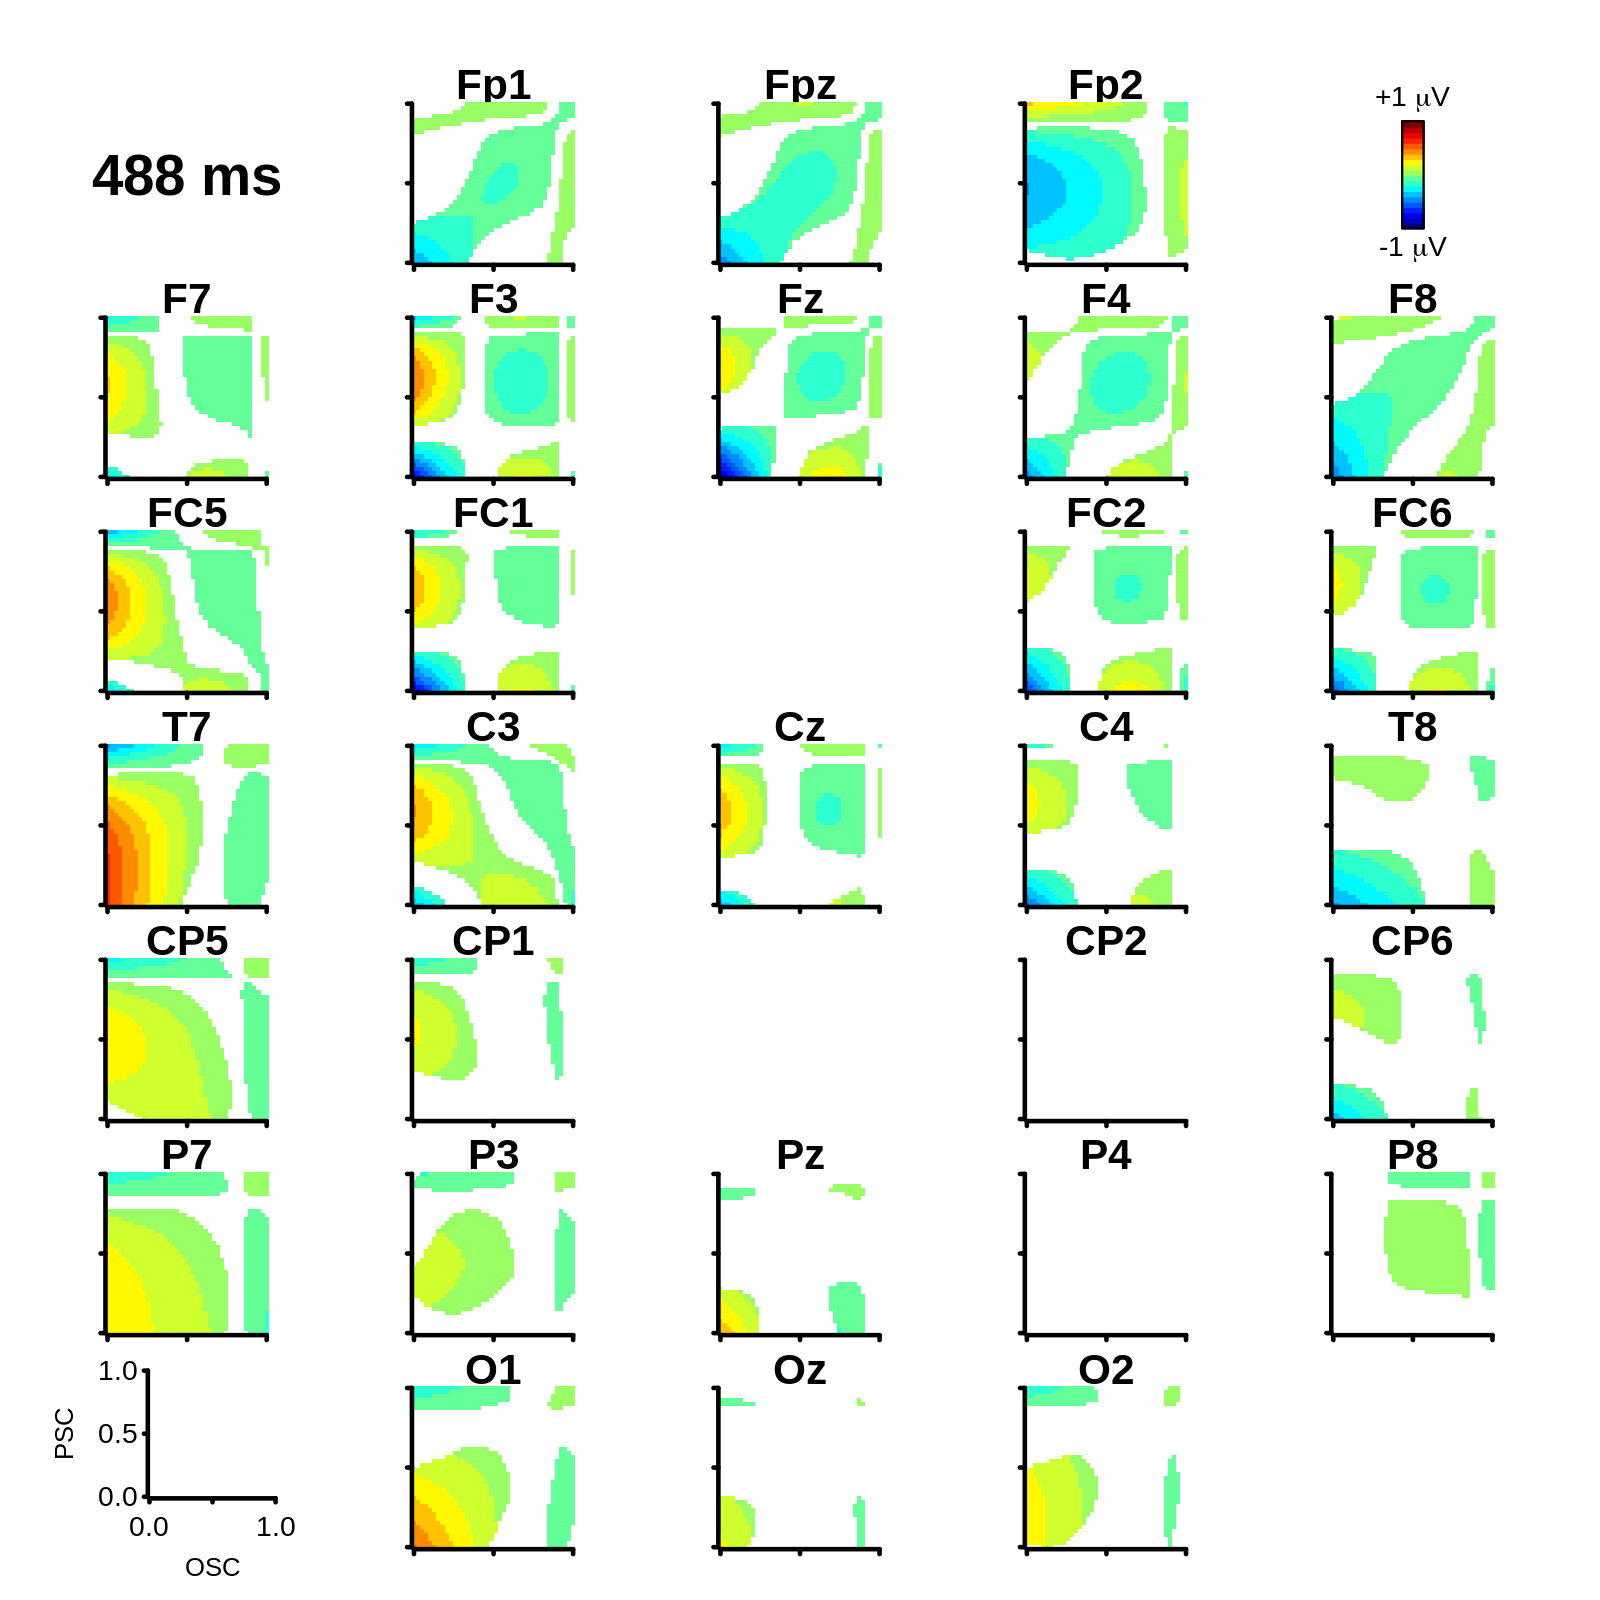 Fp1 Fpz Fp2
+1 μV
488 ms
-1 μV
F7 F3 Fz F4 F8
FC5 FC1 FC2 FC6
T7 C3 Cz C4 T8
CP5 CP1 CP2 CP6
P7 P3 Pz P4 P8
O1 Oz O2
1.0
PSC
0.5
0.0
0.0 1.0
OSC